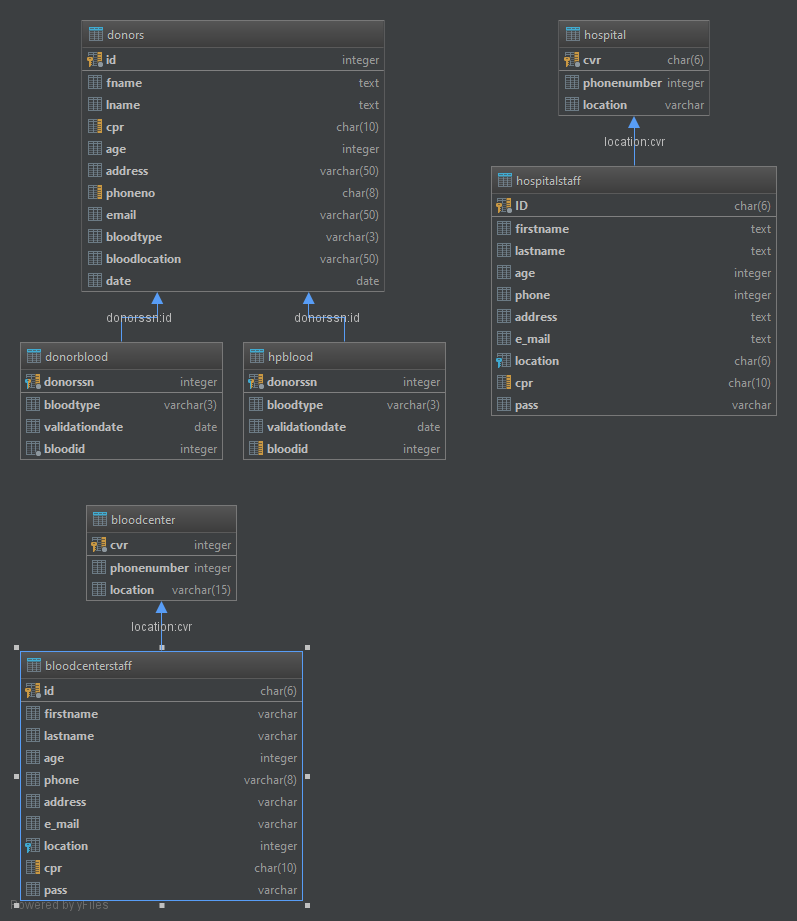 donors
id integer
fname text
lname text
cpr char(10)
age integer
address varchar(50)
phoneno char(8)
email varchar(50)
bloodtype varchar(3)
bloodlocation varchar(50)
date date
donorssn:id
donorssn:id
donorblood
donorssn integer
bloodtype varchar(3)
validationdate date
bloodid integer
hpblood
donorssn integer
bloodtype varchar(3)
validationdate date
bloodid integer
hospital
cvr char(6)
phonenumber integer
location varchar
location:cvr
hospitalstaff
ID char(6)
firstname text
lastname text
age integer
phone integer
address text
e_mail text
location char(6)
cpr char(10)
pass varchar
bloodcenter
cvr integer
phonenumber integer
location varchar(15)
location:cvr
bloodcenterstaff
id char(6)
firstname varchar
lastname varchar
age integer
phone varchar(8)
address varchar
e_mail varchar
location integer
cpr char(10)
pass varchar
Powered by yFiles